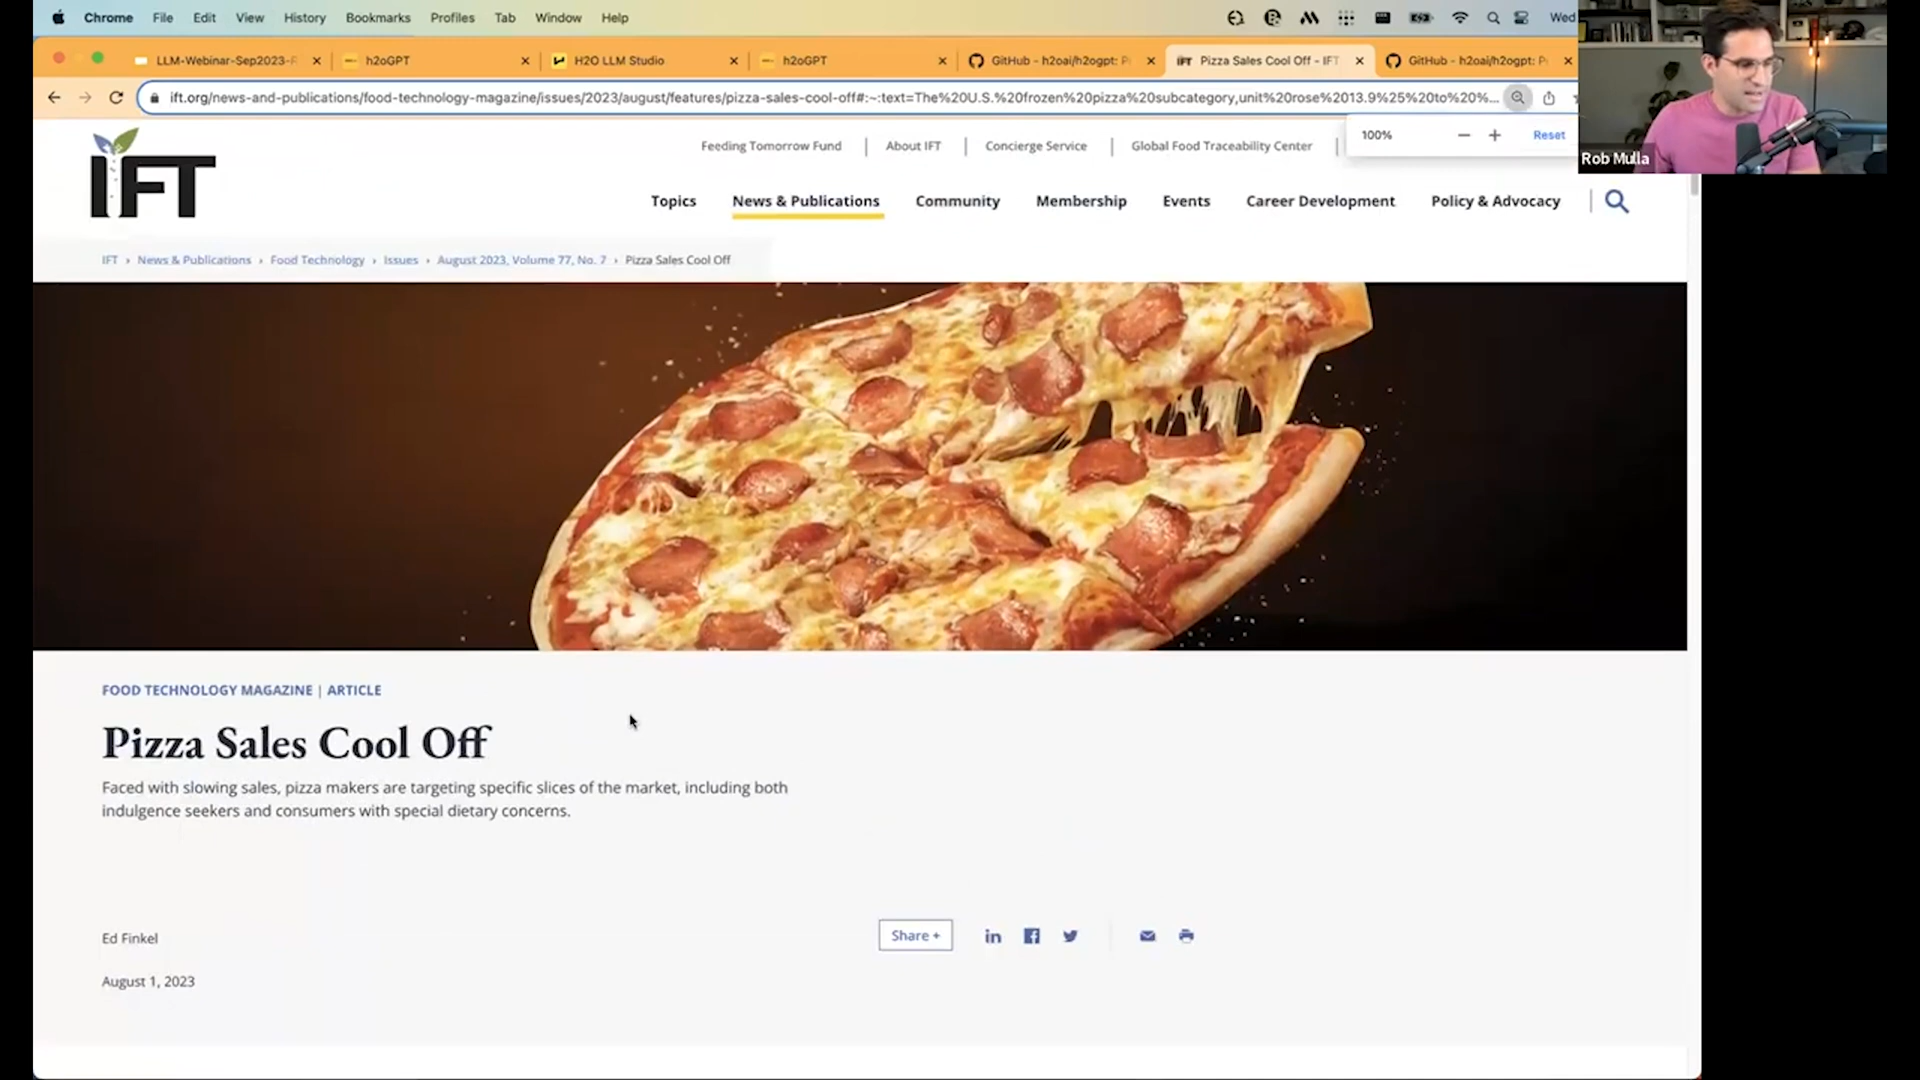 Chrome File Edit View History Bookmarks Profiles Tab Window Help Wed
LLM-Webinar-Sep2023-F h2oGPT H2O LLM Studio h2oGPT GitHub - h2oai/h2ogpt: P Pizza Sales Cool Off - IFT GitHub - h2oai/h2ogpt: P
ift.org/news-and-publications/food-technology-magazine/issues/2023/august/features/pizza-sales-cool-off#:~:text=The%20U.S.%20frozen%20pizza%20subcategory,unit%20rose%2013.9%25%20to%20%...
100% Reset
Rob Mulla
IFT
Feeding Tomorrow Fund | About IFT | Concierge Service | Global Food Traceability Center |
Topics News & Publications Community Membership Events Career Development Policy & Advocacy
IFT › News & Publications › Food Technology › Issues › August 2023, Volume 77, No. 7 › Pizza Sales Cool Off
FOOD TECHNOLOGY MAGAZINE | ARTICLE
Pizza Sales Cool Off
Faced with slowing sales, pizza makers are targeting specific slices of the market, including both
indulgence seekers and consumers with special dietary concerns.
Ed Finkel
Share +
August 1, 2023